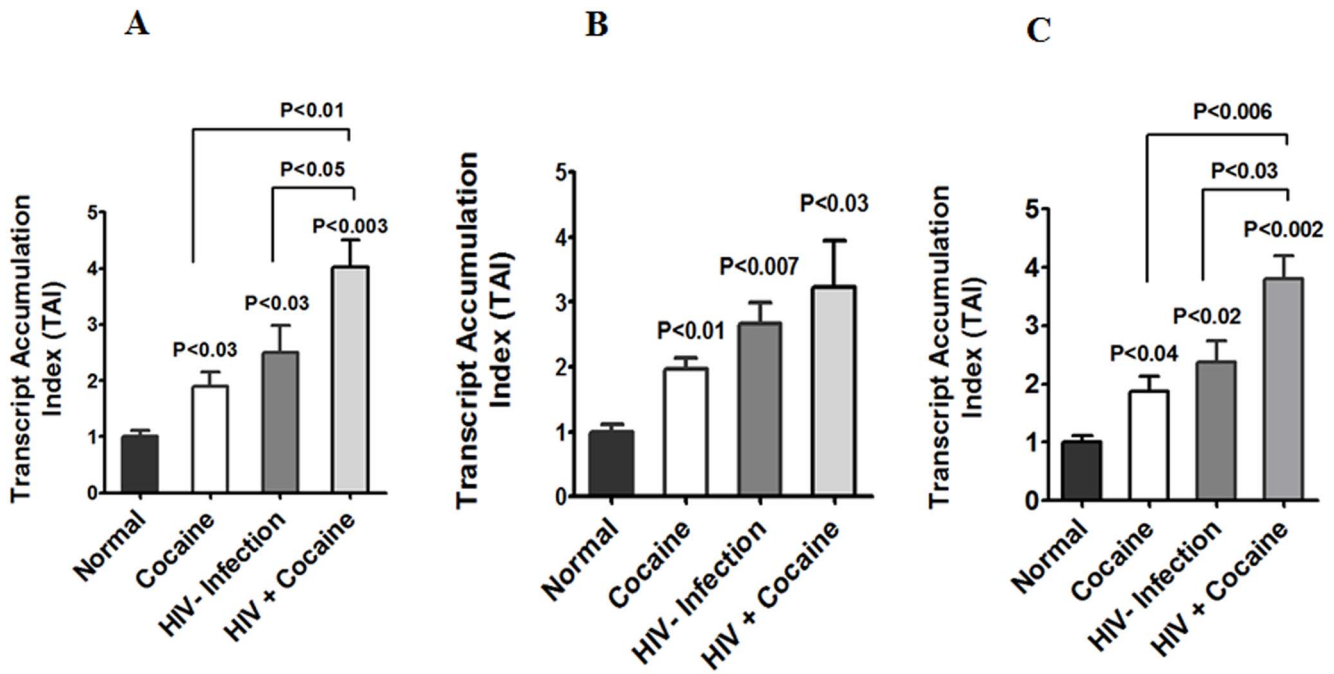 A
P<0.01
P<0.05
P<0.003
P<0.03
P<0.03
Transcript Accumulation
Index (TAI)
5
4
3
2
1
0
Normal
Cocaine
HIV- Infection
HIV + Cocaine
B
P<0.03
P<0.007
P<0.01
Transcript Accumulation
Index (TAI)
5
4
3
2
1
0
Normal
Cocaine
HIV- Infection
HIV + Cocaine
C
P<0.006
P<0.03
P<0.002
P<0.02
P<0.04
Transcript Accumulation
Index (TAI)
5
4
3
2
1
0
Normal
Cocaine
HIV- Infection
HIV + Cocaine